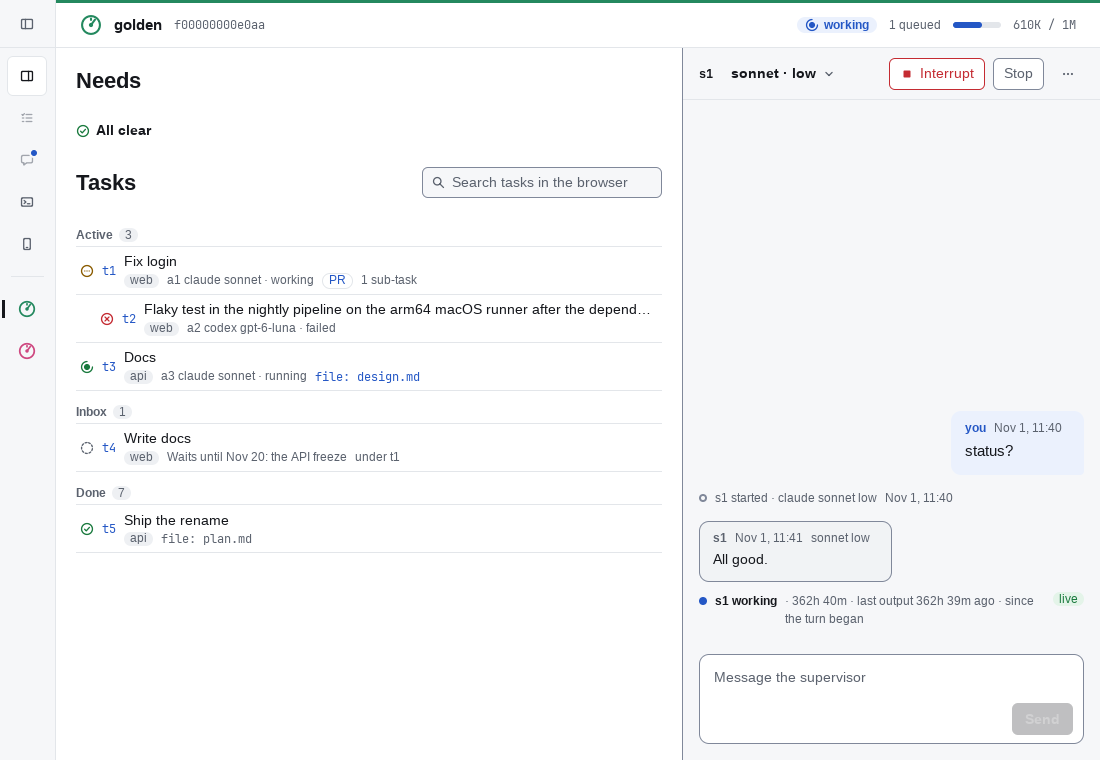 golden f00000000e0aa
working 1 queued 610K / 1M
Needs
All clear
Tasks
Search tasks in the browser
Active 3
t1 Fix login
web a1 claude sonnet · working PR 1 sub-task
t2 Flaky test in the nightly pipeline on the arm64 macOS runner after the depend…
web a2 codex gpt-6-luna · failed
t3 Docs
api a3 claude sonnet · running file: design.md
Inbox 1
t4 Write docs
web Waits until Nov 20: the API freeze under t1
Done 7
t5 Ship the rename
api file: plan.md
s1 sonnet · low Interrupt Stop
you Nov 1, 11:40
status?
s1 started · claude sonnet low Nov 1, 11:40
s1 Nov 1, 11:41 sonnet low
All good.
s1 working · 362h 40m · last output 362h 39m ago · since live
the turn began
Message the supervisor
Send